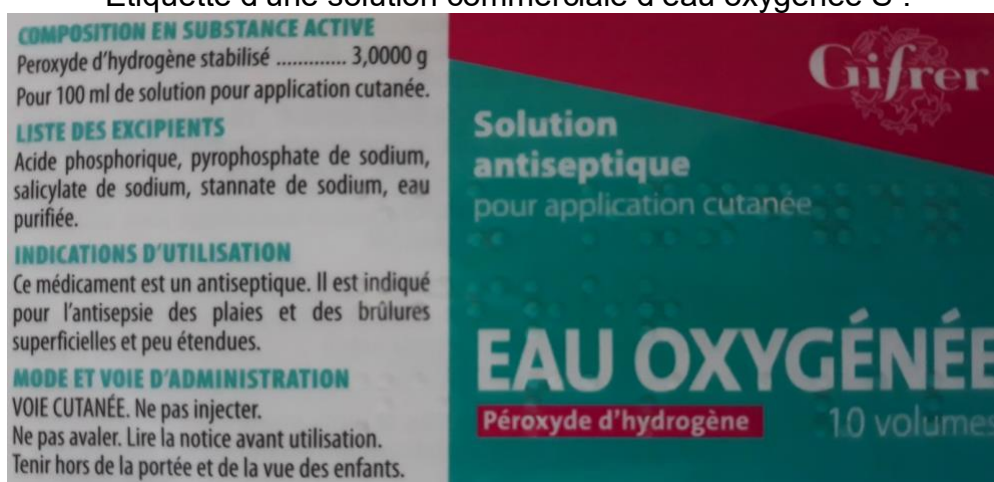 Etiquette d'une solution commerciale d'eau oxygénée S :
COMPOSITION EN SUBSTANCE ACTIVE
Peroxyde d'hydrogène stabilisé ............. 3,0000 g
Pour 100 ml de solution pour application cutanée.
LISTE DES EXCIPIENTS
Acide phosphorique, pyrophosphate de sodium,
salicylate de sodium, stannate de sodium, eau
purifiée.
INDICATIONS D'UTILISATION
Ce médicament est un antiseptique. Il est indiqué
pour l'antisepsie des plaies et des brûlures
superficielles et peu étendues.
MODE ET VOIE D'ADMINISTRATION
VOIE CUTANÉE. Ne pas injecter.
Ne pas avaler. Lire la notice avant utilisation.
Tenir hors de la portée et de la vue des enfants.
Gifrer
Solution
antiseptique
pour application cutanée
EAU OXYGÉNÉE
Péroxyde d'hydrogène
10 volumes